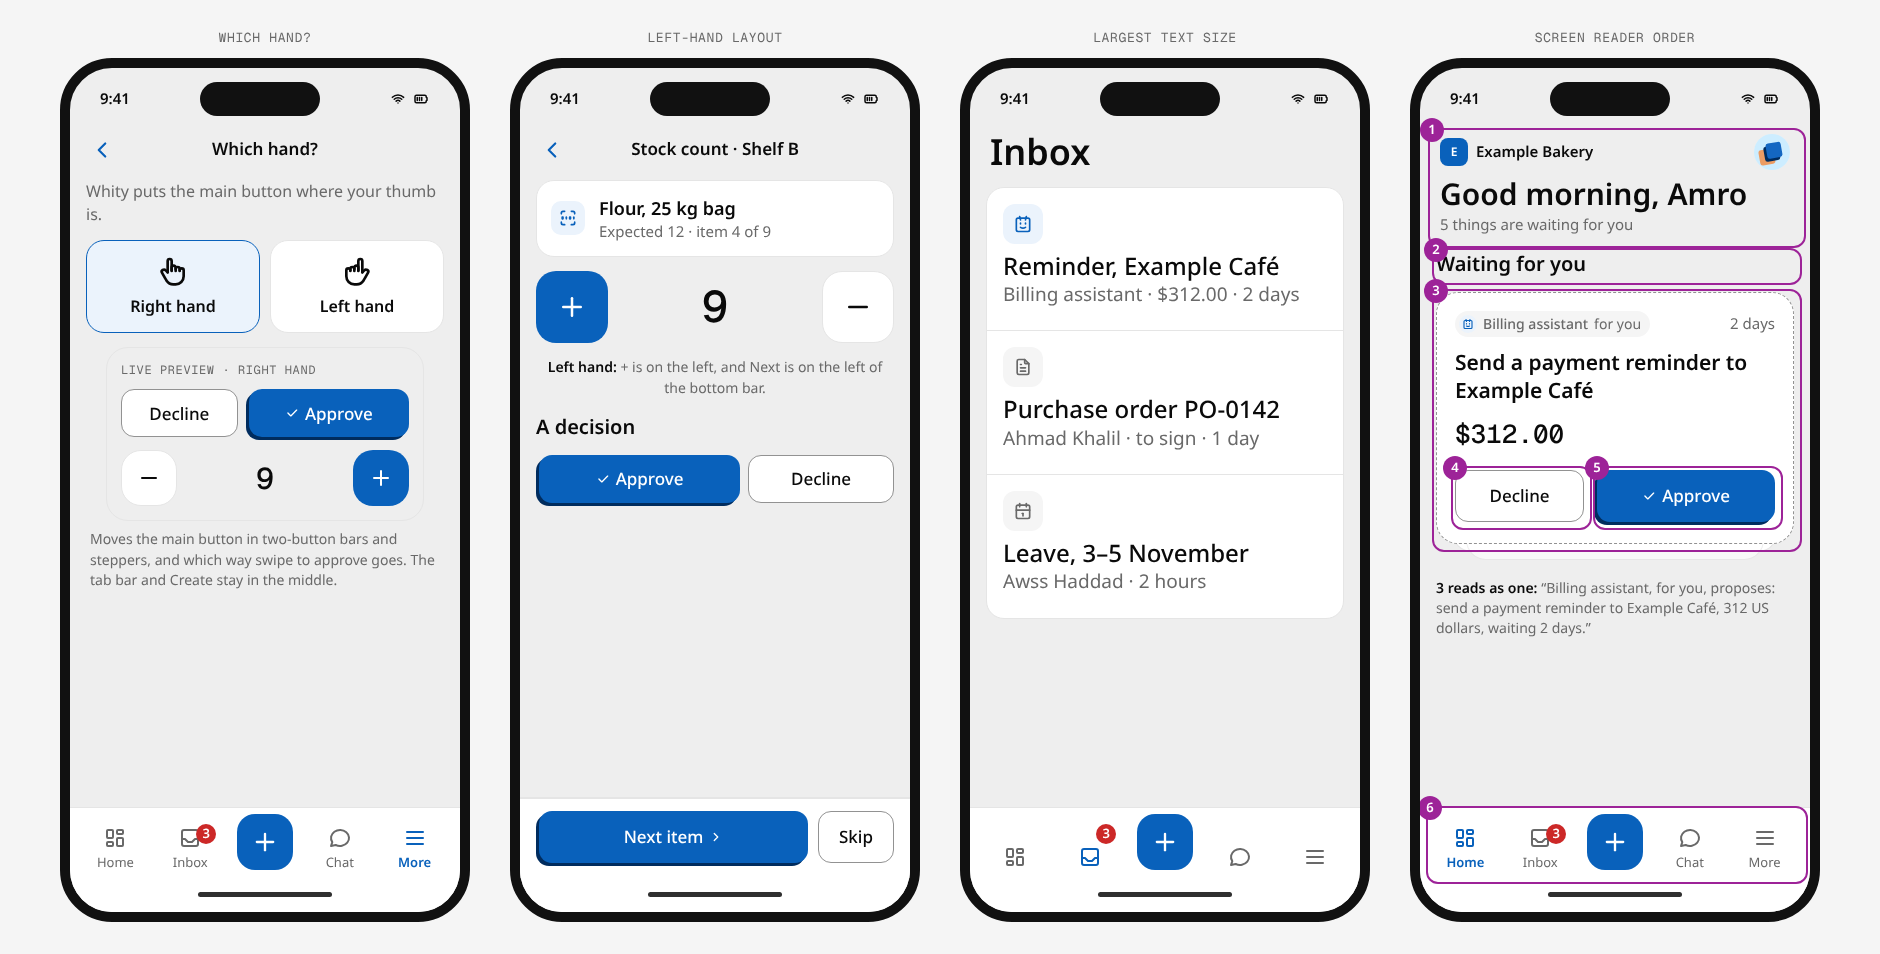 WHICH HAND?
9:41
Which hand?
Whity puts the main button where your thumb
is.
Right hand
Left hand
LIVE PREVIEW · RIGHT HAND
Decline
Approve
9
Moves the main button in two-button bars and
steppers, and which way swipe to approve goes. The
tab bar and Create stay in the middle.
Home
Inbox
3
Chat
More
LEFT-HAND LAYOUT
9:41
Stock count · Shelf B
Flour, 25 kg bag
Expected 12 · item 4 of 9
9
Left hand: + is on the left, and Next is on the left of
the bottom bar.
A decision
Approve
Decline
Next item
Skip
LARGEST TEXT SIZE
9:41
Inbox
Reminder, Example Café
Billing assistant · $312.00 · 2 days
Purchase order PO-0142
Ahmad Khalil · to sign · 1 day
Leave, 3–5 November
Awss Haddad · 2 hours
3
SCREEN READER ORDER
9:41
1
E
Example Bakery
Good morning, Amro
5 things are waiting for you
2
Waiting for you
3
Billing assistant for you
2 days
Send a payment reminder to
Example Café
$312.00
4
Decline
5
Approve
3 reads as one: “Billing assistant, for you, proposes:
send a payment reminder to Example Café, 312 US
dollars, waiting 2 days.”
6
Home
Inbox
3
Chat
More